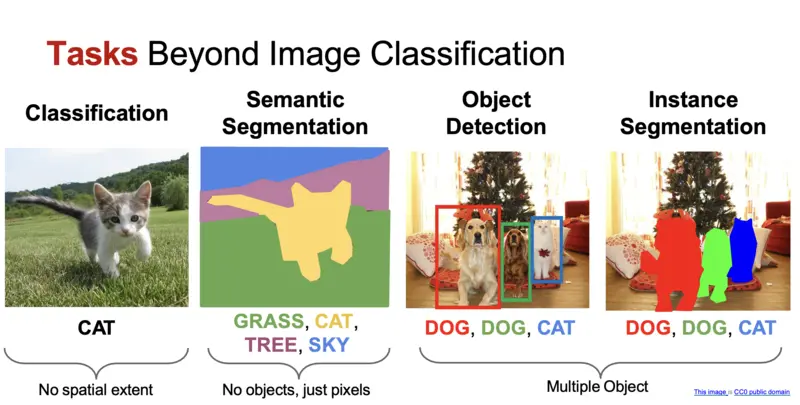 Tasks Beyond Image Classification
Classification
Semantic
Segmentation
Object
Detection
Instance
Segmentation
CAT
GRASS, CAT,
TREE, SKY
DOG, DOG, CAT
DOG, DOG, CAT
No spatial extent
No objects, just pixels
Multiple Object
This image is CC0 public domain